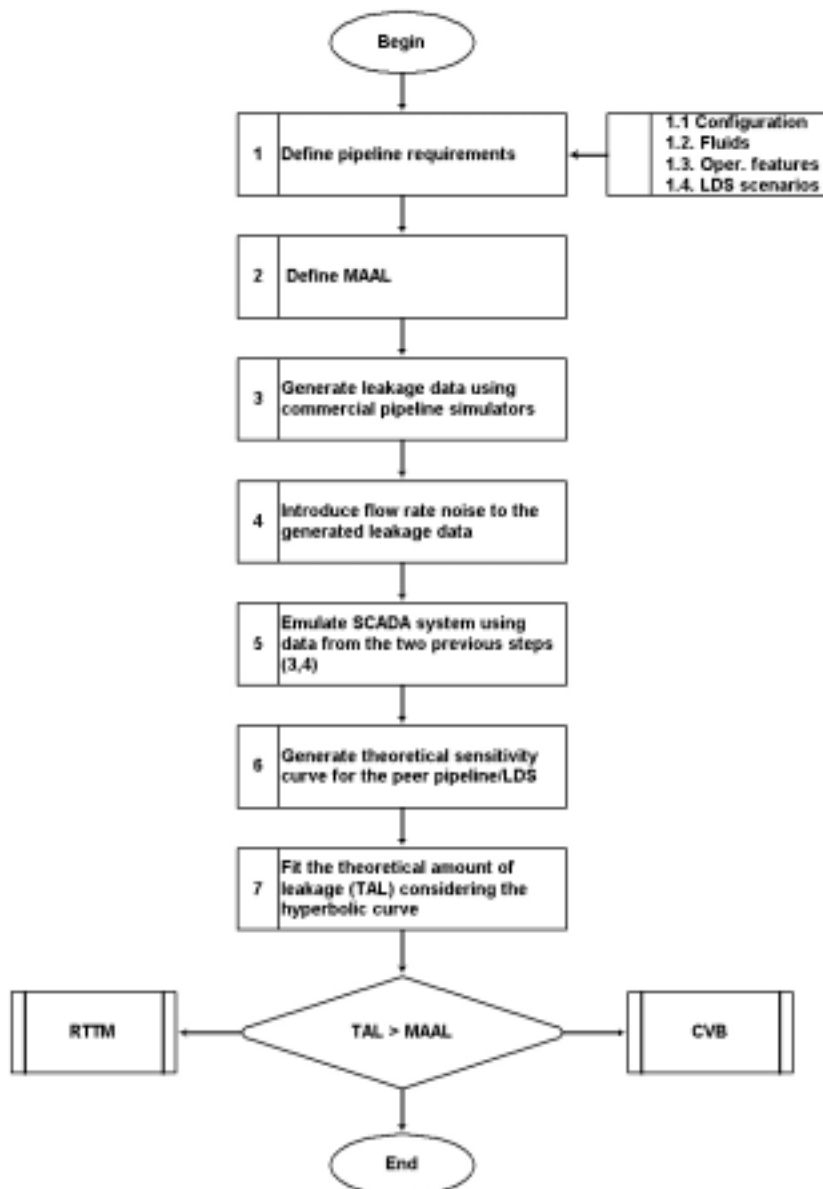 Begin
1
Define pipeline requirements
1.1 Configuration
1.2. Fluids
1.3. Oper. features
1.4. LDS scenarios
2
Define MAAL
3
Generate leakage data using
commercial pipeline simulators
4
Introduce flow rate noise to the
generated leakage data
5
Emulate SCADA system using
data from the two previous steps
(3,4)
6
Generate theoretical sensitivity
curve for the peer pipeline/LDS
7
Fit the theoretical amount of
leakage (TAL) considering the
hyperbolic curve
RTTM
TAL > MAAL
CVB
End